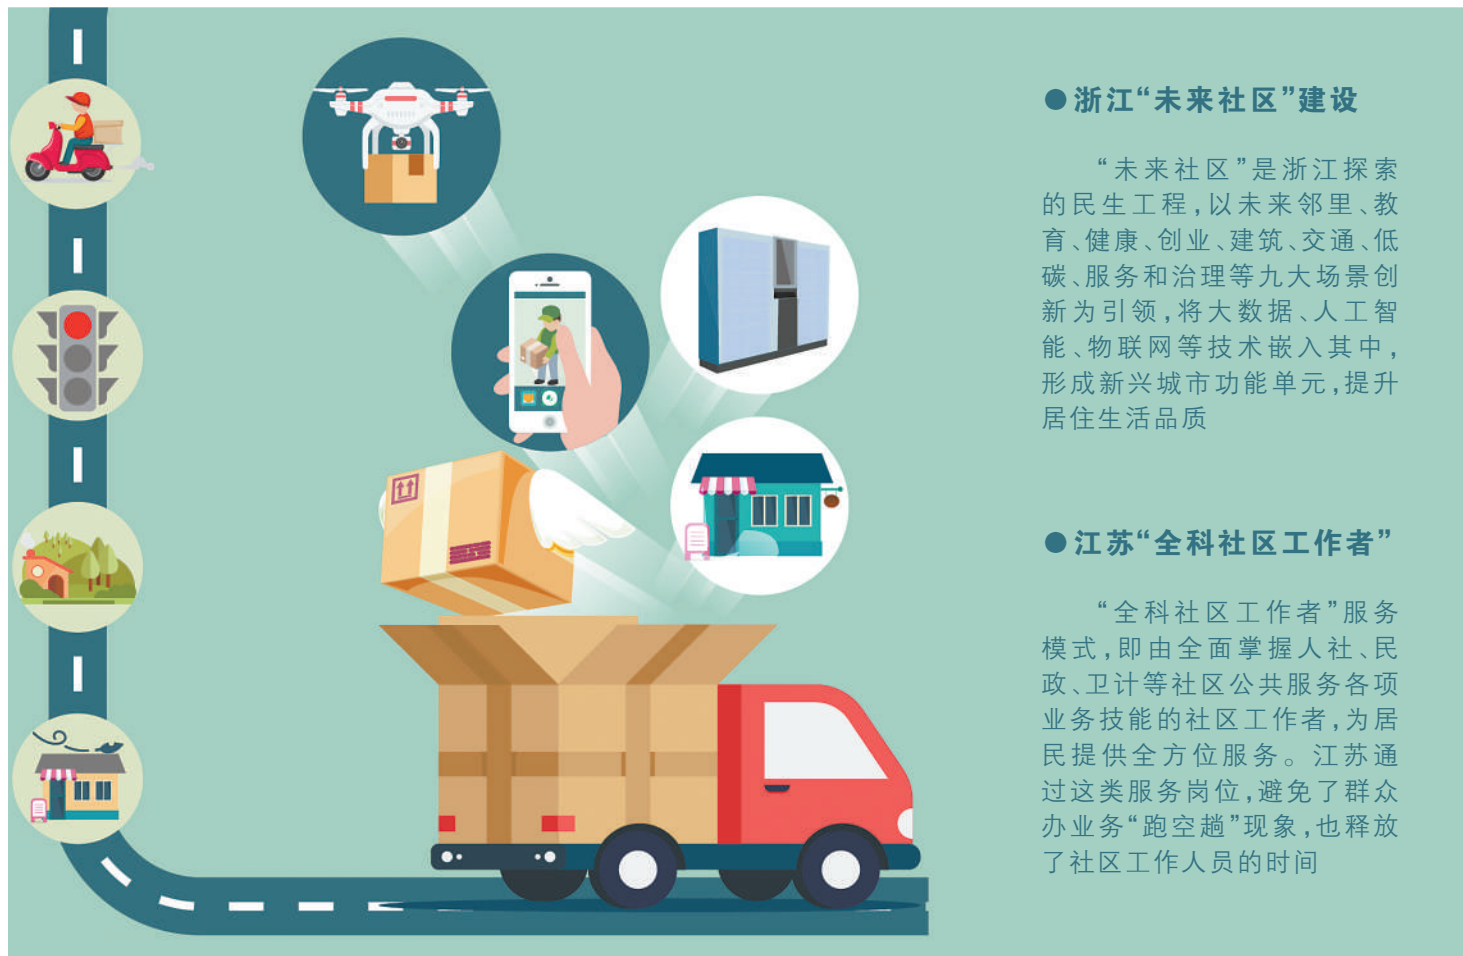 ●浙江“未来社区”建设
“未来社区”是浙江探索
的民生工程,以未来邻里、教
育、健康、创业、建筑、交通、低
碳、服务和治理等九大场景创
新为引领,将大数据、人工智
能、物联网等技术嵌入其中,
形成新兴城市功能单元,提升
居住生活品质
●江苏“全科社区工作者”
“全科社区工作者”服务
模式,即由全面掌握人社、民
政、卫计等社区公共服务各项
业务技能的社区工作者,为居
民提供全方位服务。江苏通
过这类服务岗位,避免了群众
办业务“跑空趟”现象,也释放
了社区工作人员的时间